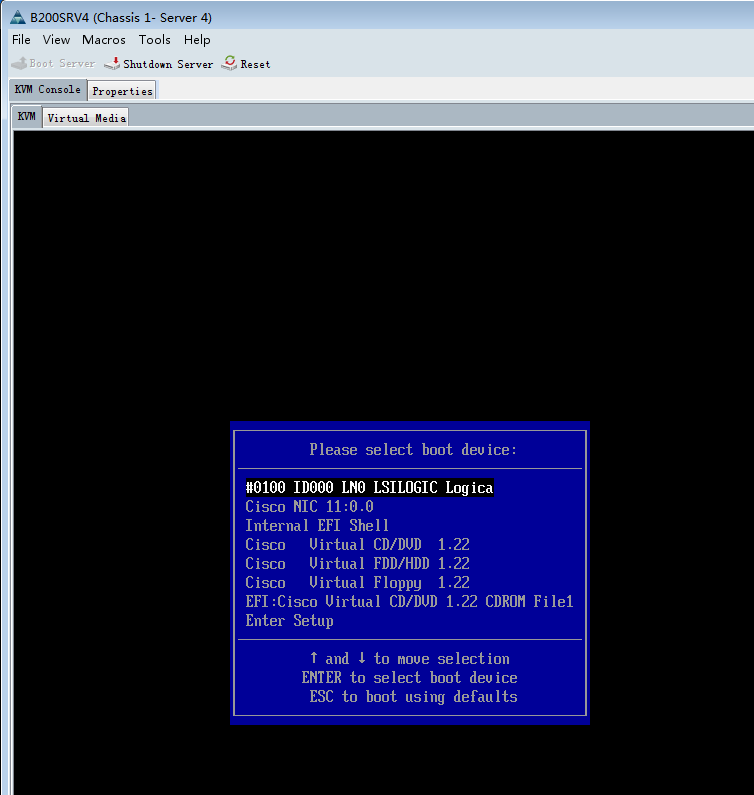 B200SRV4 (Chassis 1- Server 4)
File View Macros Tools Help
Boot Server Shutdown Server Reset
KVM Console Properties
KVM Virtual Media
Please select boot device:
#0100 ID000 LN0 LSILOGIC Logica
Cisco NIC 11:0.0
Internal EFI Shell
Cisco   Virtual CD/DVD  1.22
Cisco   Virtual FDD/HDD 1.22
Cisco   Virtual Floppy  1.22
EFI:Cisco Virtual CD/DVD 1.22 CDROM File1
Enter Setup
↑ and ↓ to move selection
ENTER to select boot device
ESC to boot using defaults